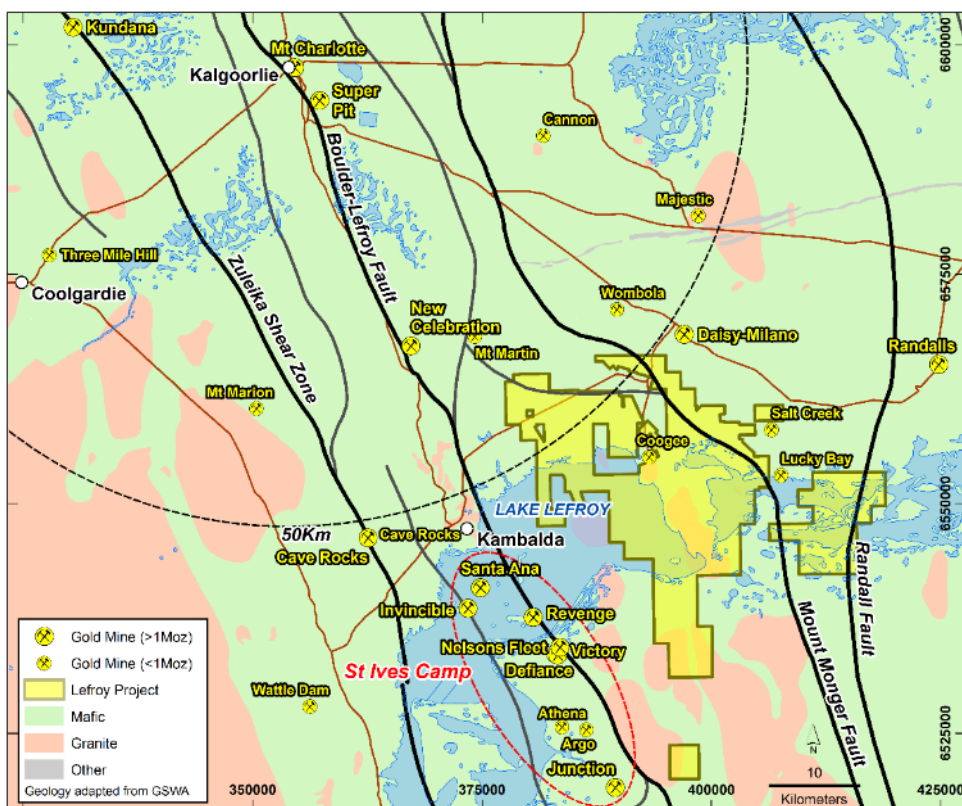 Kundana
Mt Charlotte
Kalgoorlie
Super
Pit
6600000
Cannon
Boulder-Lefroy Fault
Majestic
Three Mile Hill
Zuleika Shear Zone
6575000
Coolgardie
Wombola
New
Celebration
Daisy-Milano
Mt Martin
Randalls
Mt Marion
Salt Creek
Coogee
Lucky Bay
LAKE LEFROY
6550000
50Km
Cave Rocks
Cave Rocks
Kambalda
Randall Fault
Santa Ana
Invincible
Revenge
Mount Monger Fault
Nelsons Fleet
Victory
Defiance
St Ives Camp
Wattle Dam
Athena
Argo
6525000
Junction
Gold Mine (>1Moz)
Gold Mine (<1Moz)
Lefroy Project
Mafic
Granite
Other
Geology adapted from GSWA
N
10
Kilometers
350000
375000
400000
425000